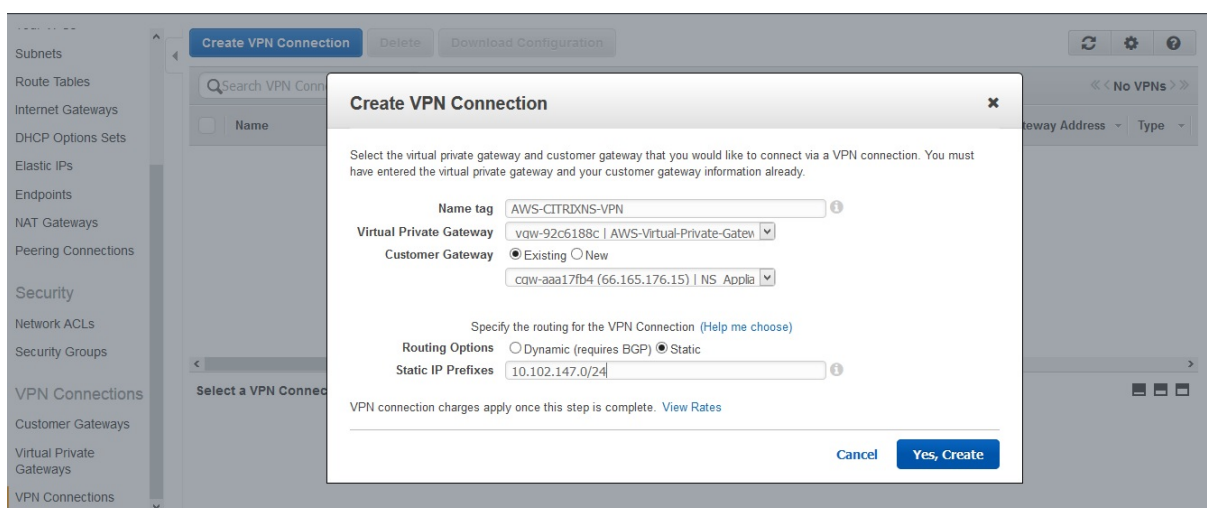 Subnets
Route Tables
Internet Gateways
DHCP Options Sets
Elastic IPs
Endpoints
NAT Gateways
Peering Connections
Security
Network ACLs
Security Groups
VPN Connections
Customer Gateways
Virtual Private
Gateways
VPN Connections
Create VPN Connection Delete Download Configuration
Search VPN Conn
No VPNs
Name
teway Address Type
Select a VPN Connec
Create VPN Connection
Select the virtual private gateway and customer gateway that you would like to connect via a VPN connection. You must
have entered the virtual private gateway and your customer gateway information already.
Name tag AWS-CITRIXNS-VPN
Virtual Private Gateway vgw-92c6188c | AWS-Virtual-Private-Gatew
Customer Gateway Existing New
cgw-aaa17fb4 (66.165.176.15) | NS_Applia
Specify the routing for the VPN Connection (Help me choose)
Routing Options Dynamic (requires BGP) Static
Static IP Prefixes 10.102.147.0/24
VPN connection charges apply once this step is complete. View Rates
Cancel Yes, Create